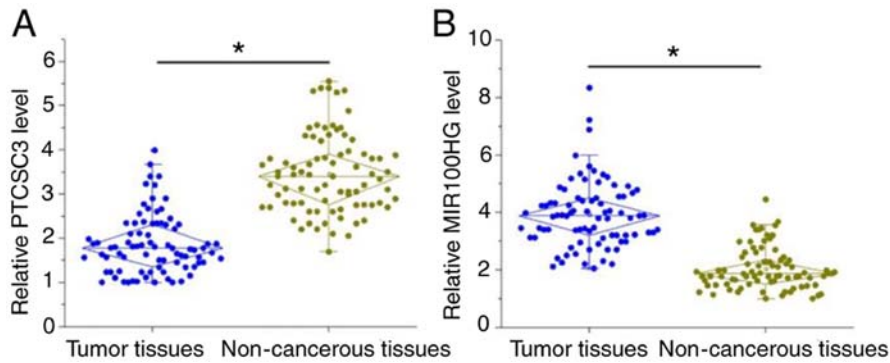 A
*
Relative PTCSC3 level
6
5
4
3
2
1
0
Tumor tissues Non-cancerous tissues
B
*
Relative MIR100HG level
10
8
6
4
2
0
Tumor tissues Non-cancerous tissues